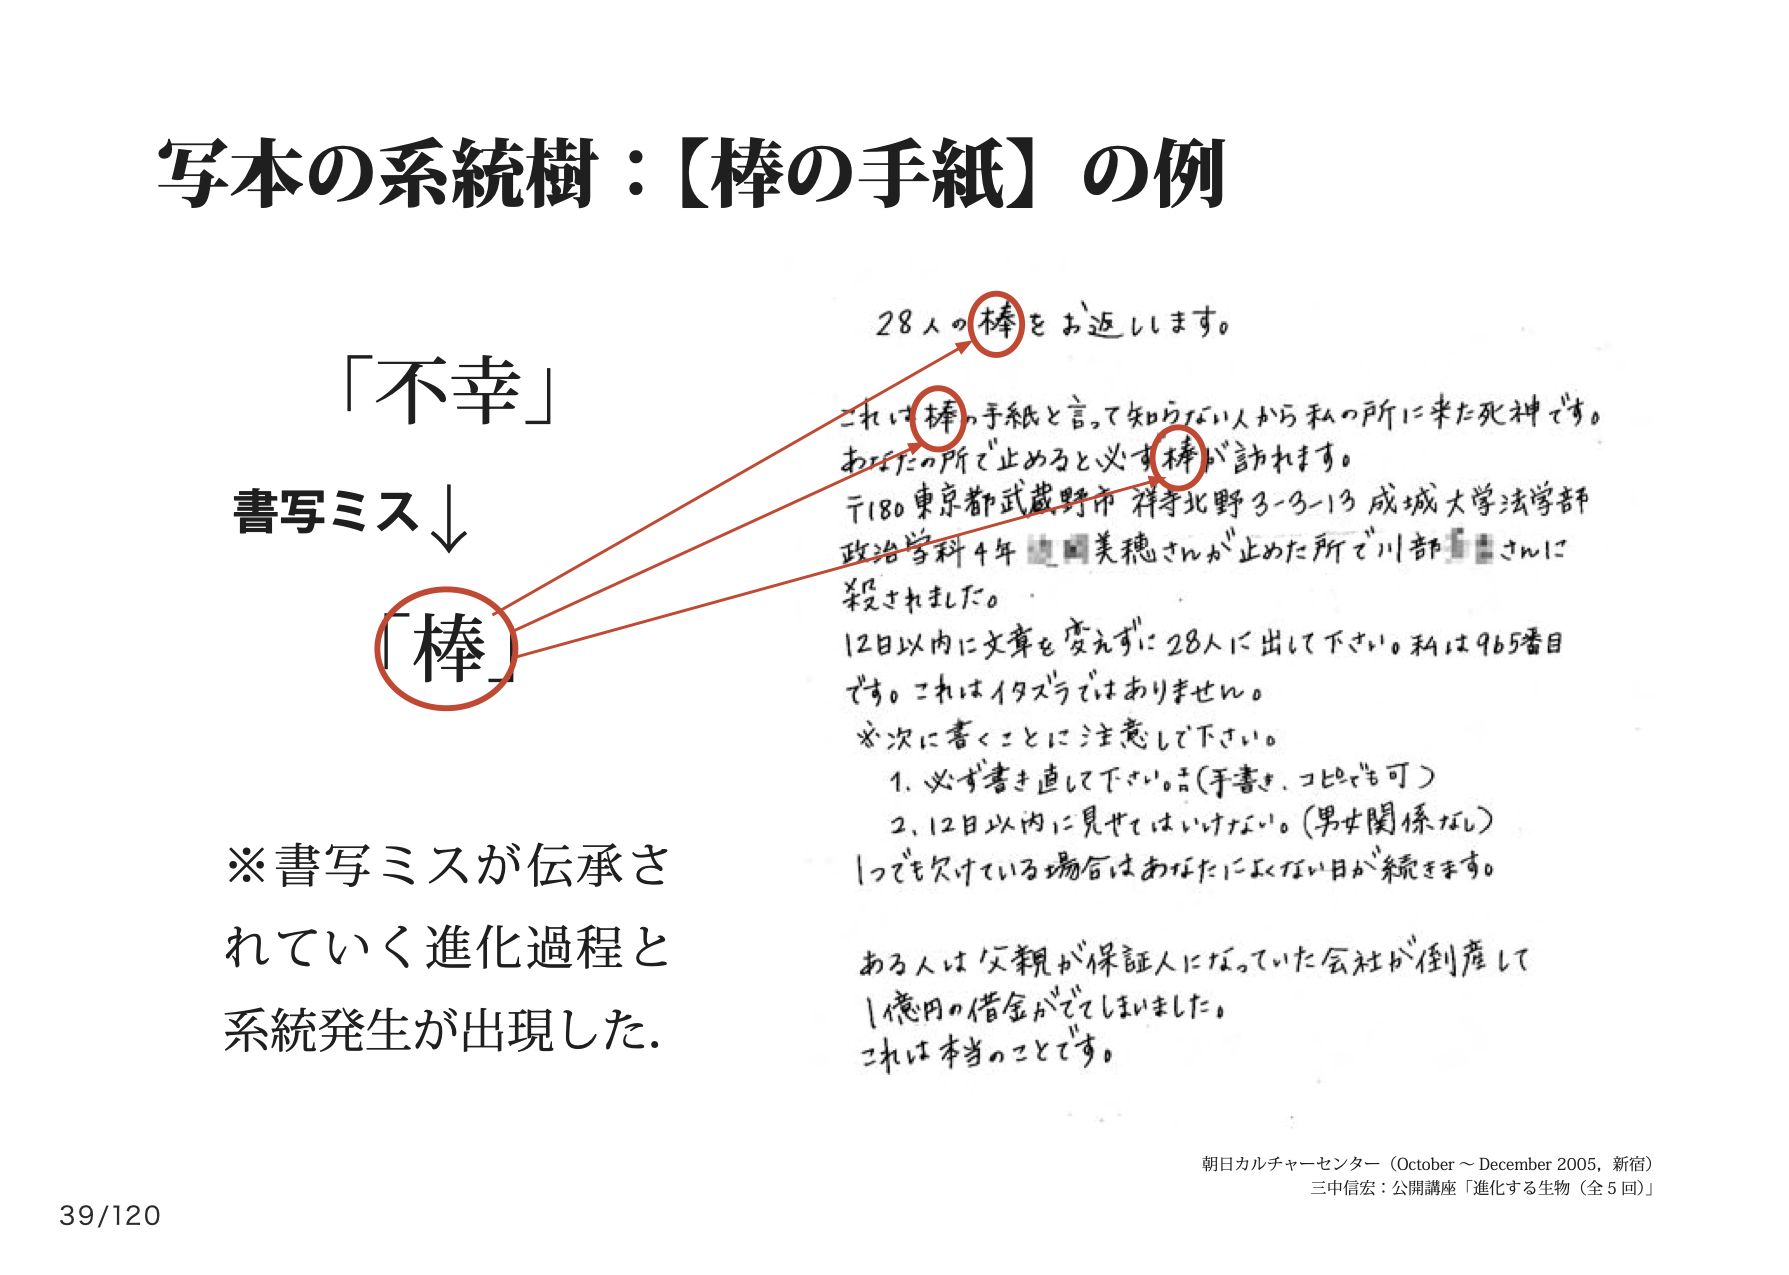 写本の系統樹：【棒の手紙】の例
「不幸」
書写ミス↓
「棒」
※書写ミスが伝承さ
れていく進化過程と
系統発生が出現した.
28人の棒をお返しします。
これは棒の手紙と言って知らない人から私の所に来た死神です。
あなたの所で止めると必ず棒が訪れます。
〒180東京都武蔵野市 祥寺北野3-3-13 成城大学法学部
政治学科4年 美穂さんが止めた所で川部 さんに
殺されました。
12日以内に文章を変えずに28人に出して下さい。私は965番目
です。これはイタズラではありません。
※次に書くことに注意して下さい。
1. 必ず書き直して下さい。(手書き、コピーでも可)
2、12日以内に見せてはいけない。(男女関係なし)
1つでも欠けている場合はあなたによくない日が続きます。
ある人は父親が保証人になっていた会社が倒産して
1億円の借金がでてしまいました。
これは本当のことです。
朝日カルチャーセンター（October～December 2005，新宿）
三中信宏：公開講座「進化する生物（全5回）」
39/120